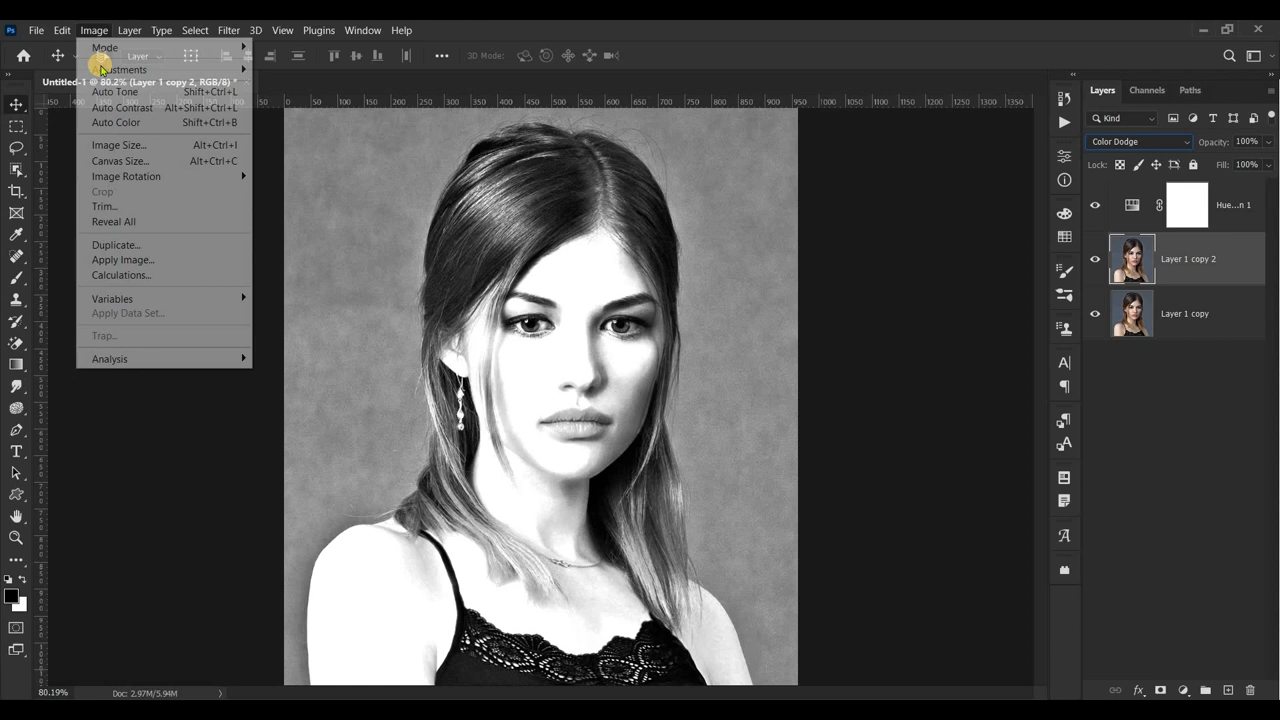 Ps File Edit Image Layer Type Select Filter 3D View Plugins Window Help
Layer 3D Mode:
Untitled-1 @ 80.2% (Layer 1 copy 2, RGB/8) *
Mode
Adjustments
Auto Tone Shift+Ctrl+L
Auto Contrast Alt+Shift+Ctrl+L
Auto Color Shift+Ctrl+B
Image Size... Alt+Ctrl+I
Canvas Size... Alt+Ctrl+C
Image Rotation
Crop
Trim...
Reveal All
Duplicate...
Apply Image...
Calculations...
Variables
Apply Data Set...
Trap...
Analysis
0 50 100 150 200 250 300 350 400 450 500 550 600 650 700 750 800 850 900 950 1000 1050 1100 1150 1200 1250 1300 1350
Layers Channels Paths
Kind
Color Dodge Opacity: 100%
Lock: Fill: 100%
Hue...n 1
Layer 1 copy 2
Layer 1 copy
80.19% Doc: 2.97M/5.94M